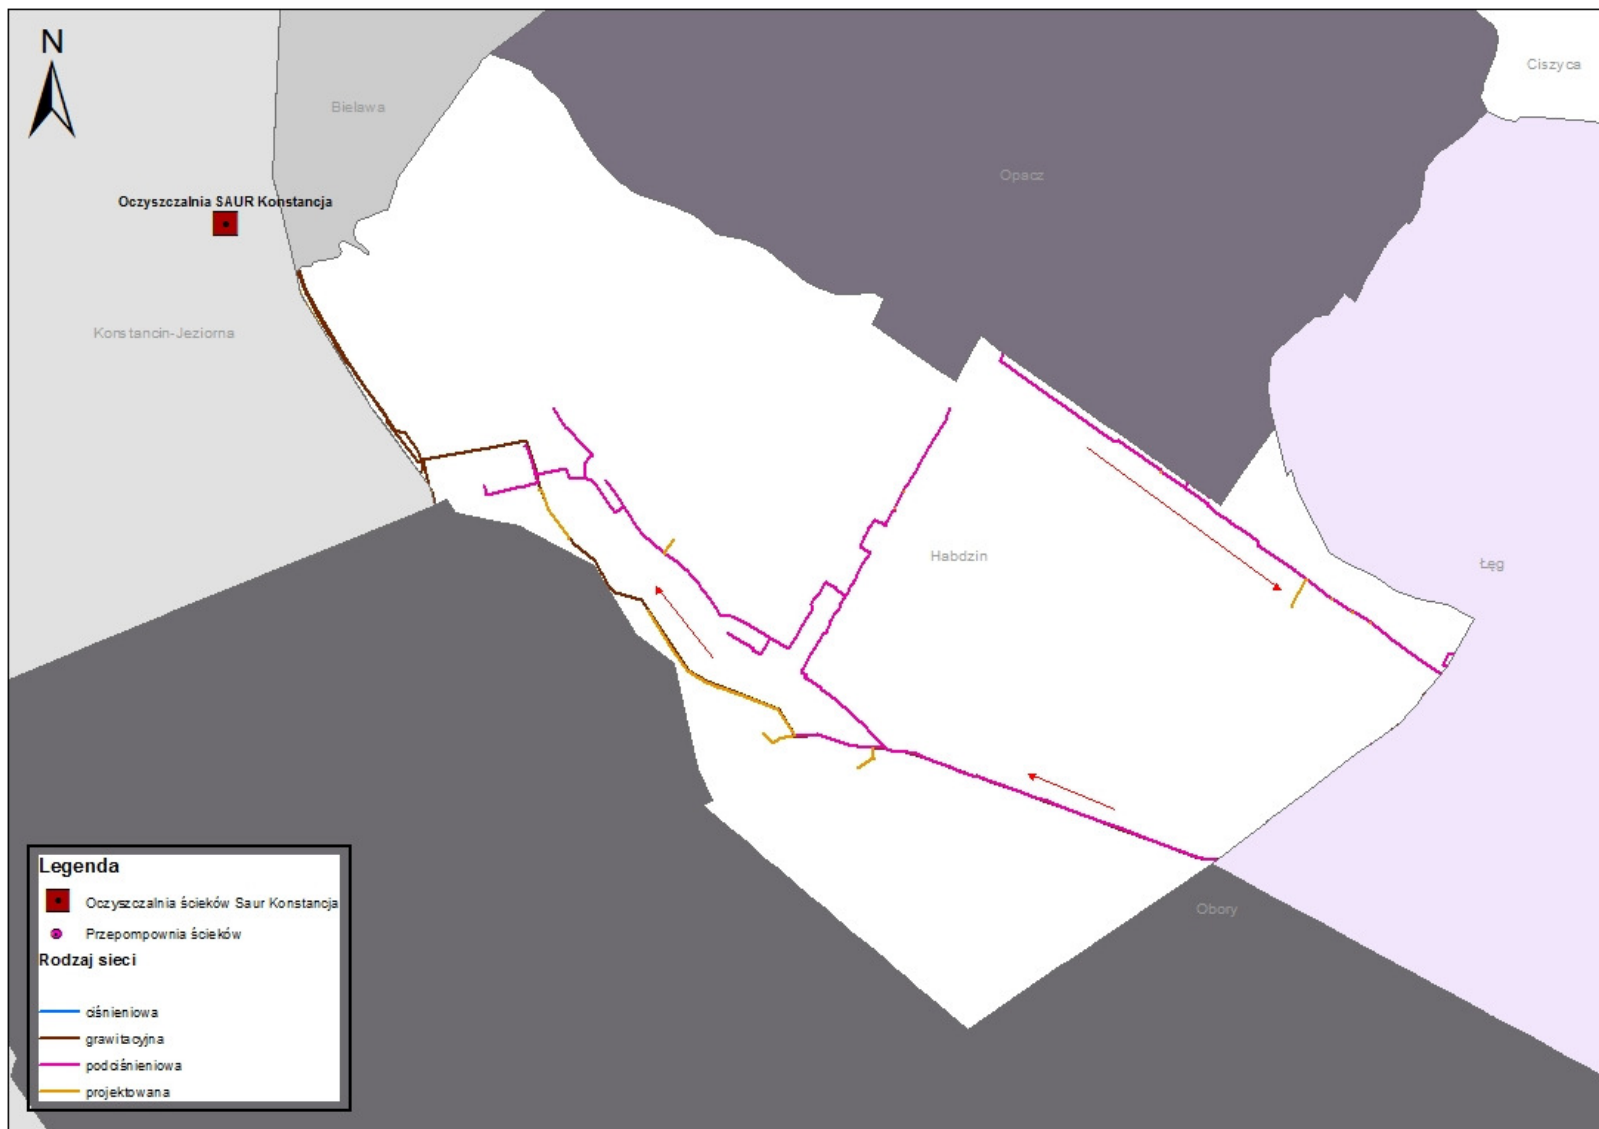 N
Ciszyca
Bielawa
Opacz
Oczyszczalnia SAUR Konstancja
Konstancin-Jeziorna
Habdzin
Łęg
Obory
Legenda
Oczyszczalnia ścieków Saur Konstancja
Przepompownia ścieków
Rodzaj sieci
ciśnieniowa
grawitacyjna
podciśnieniowa
projektowana